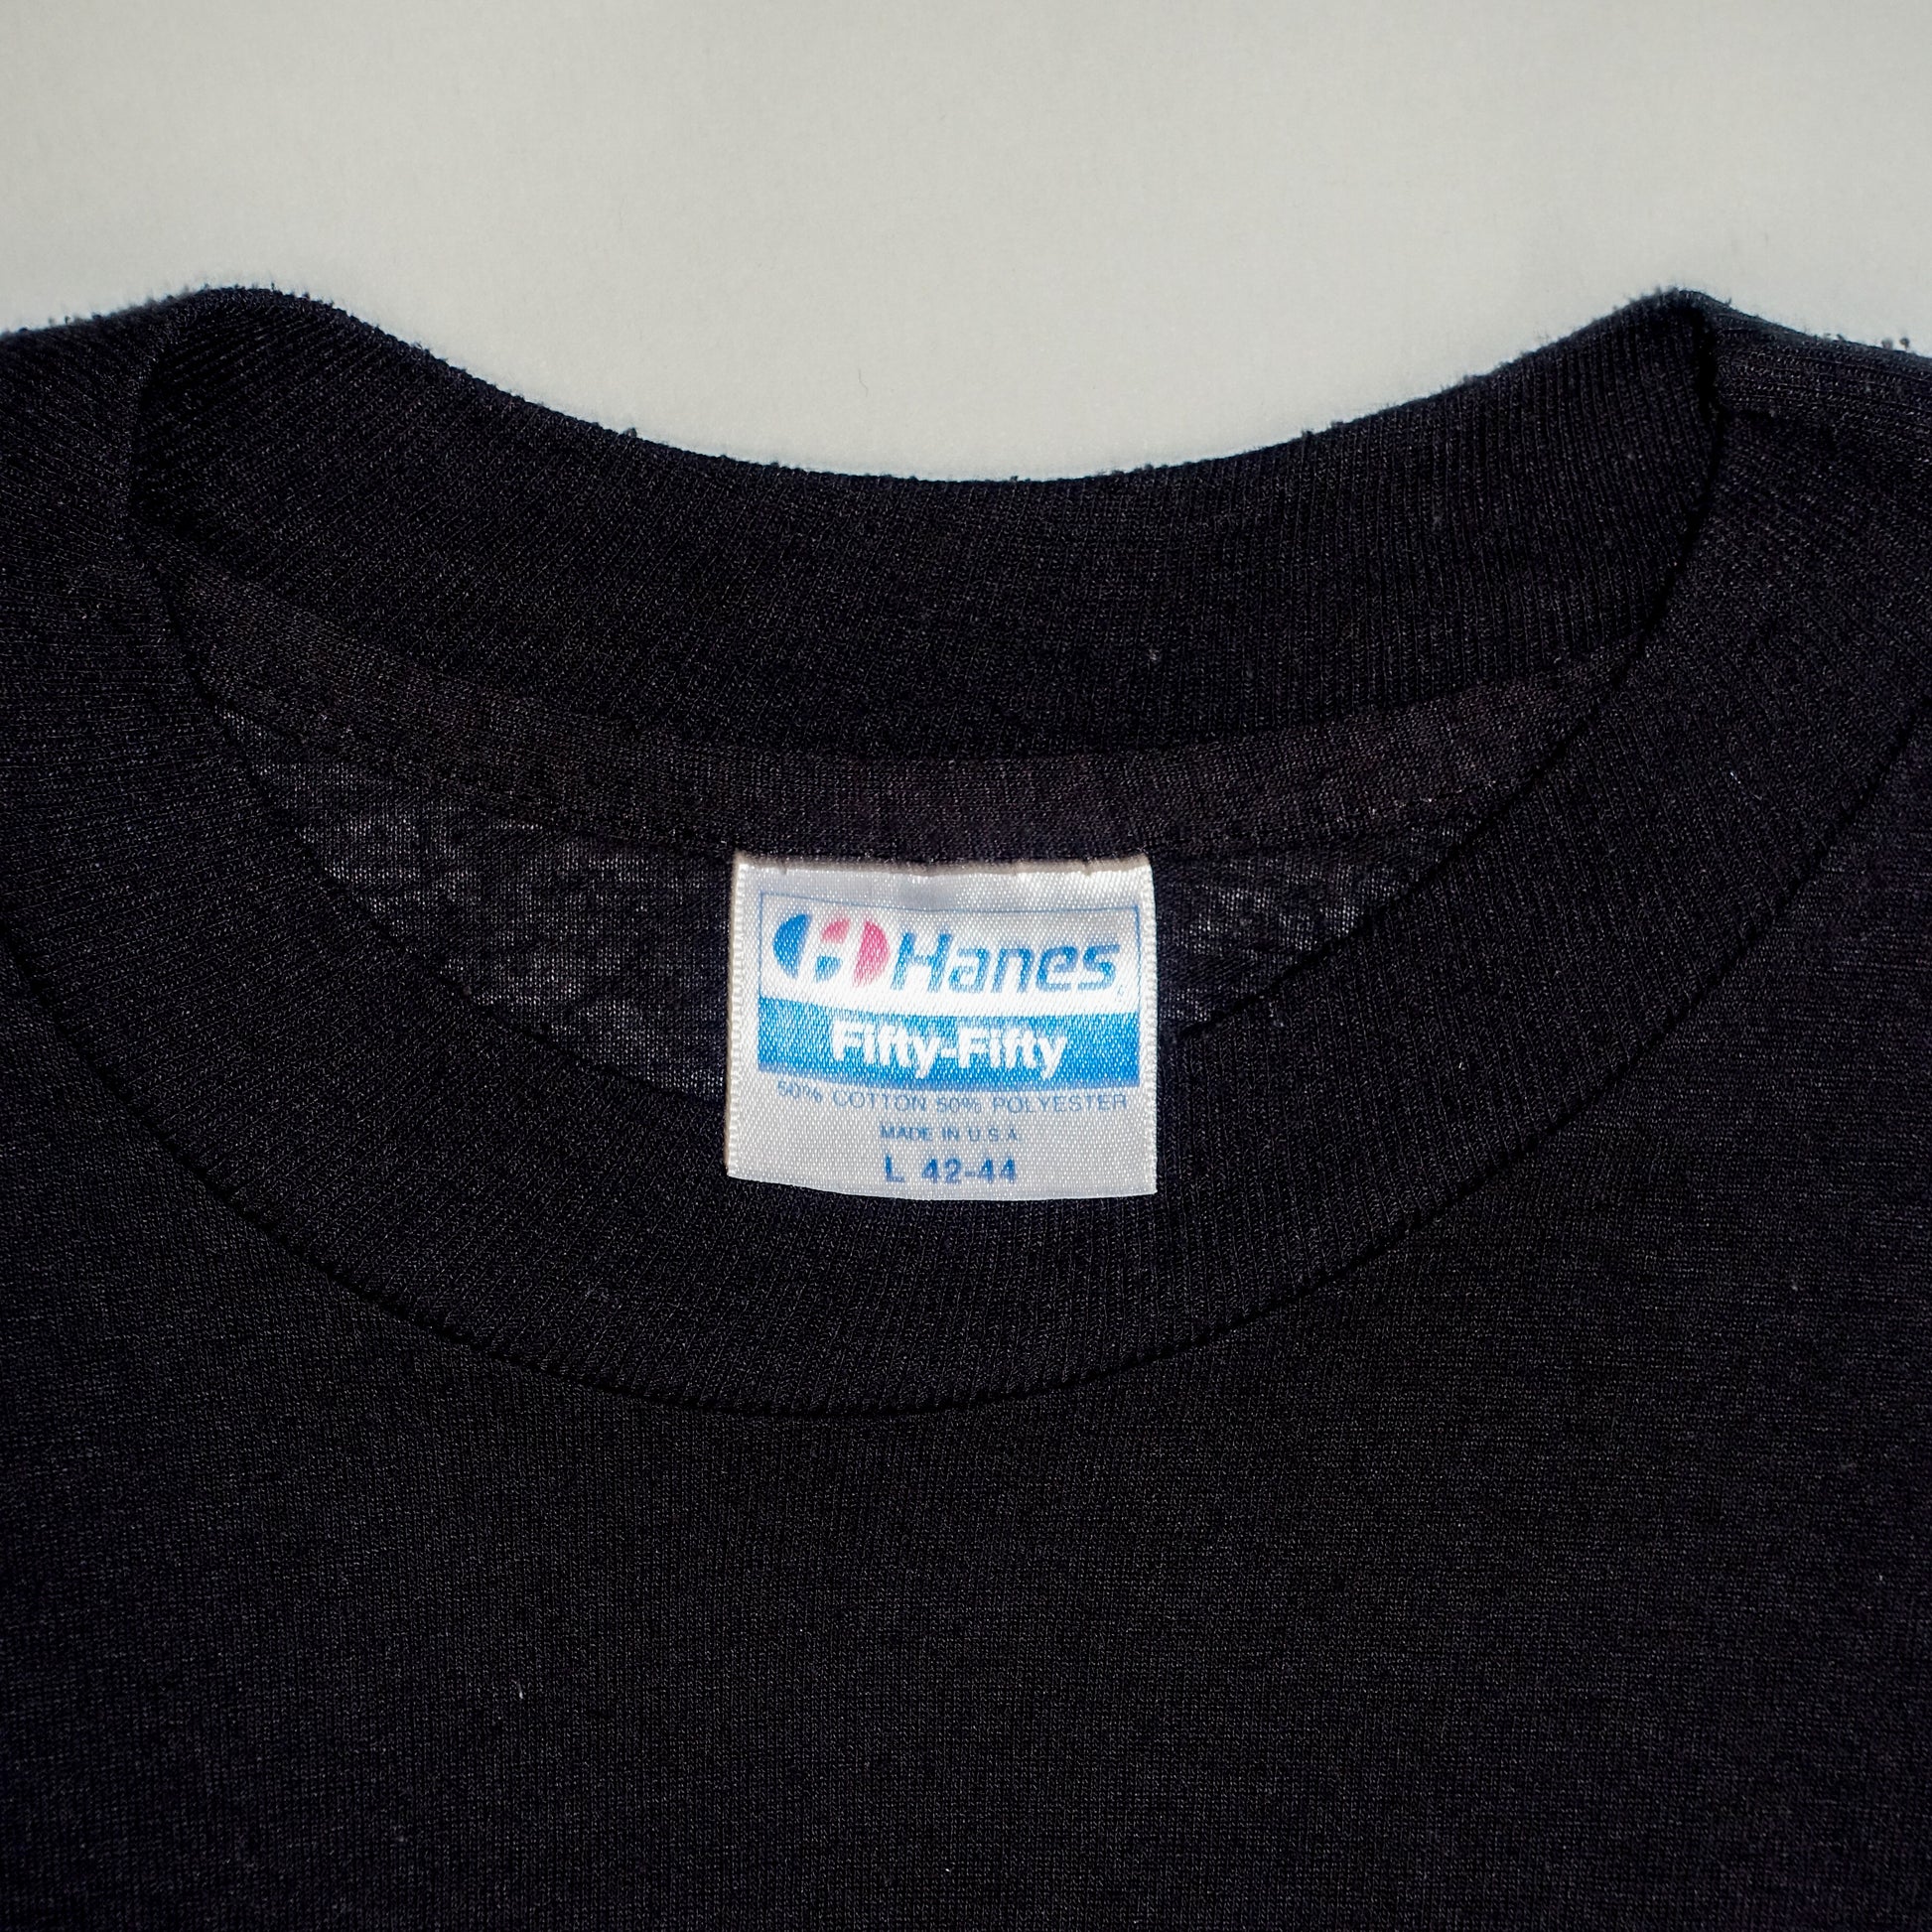 H Hanes
Fifty-Fifty
50% COTTON 50% POLYESTER
MADE IN U.S.A.
L 42-44